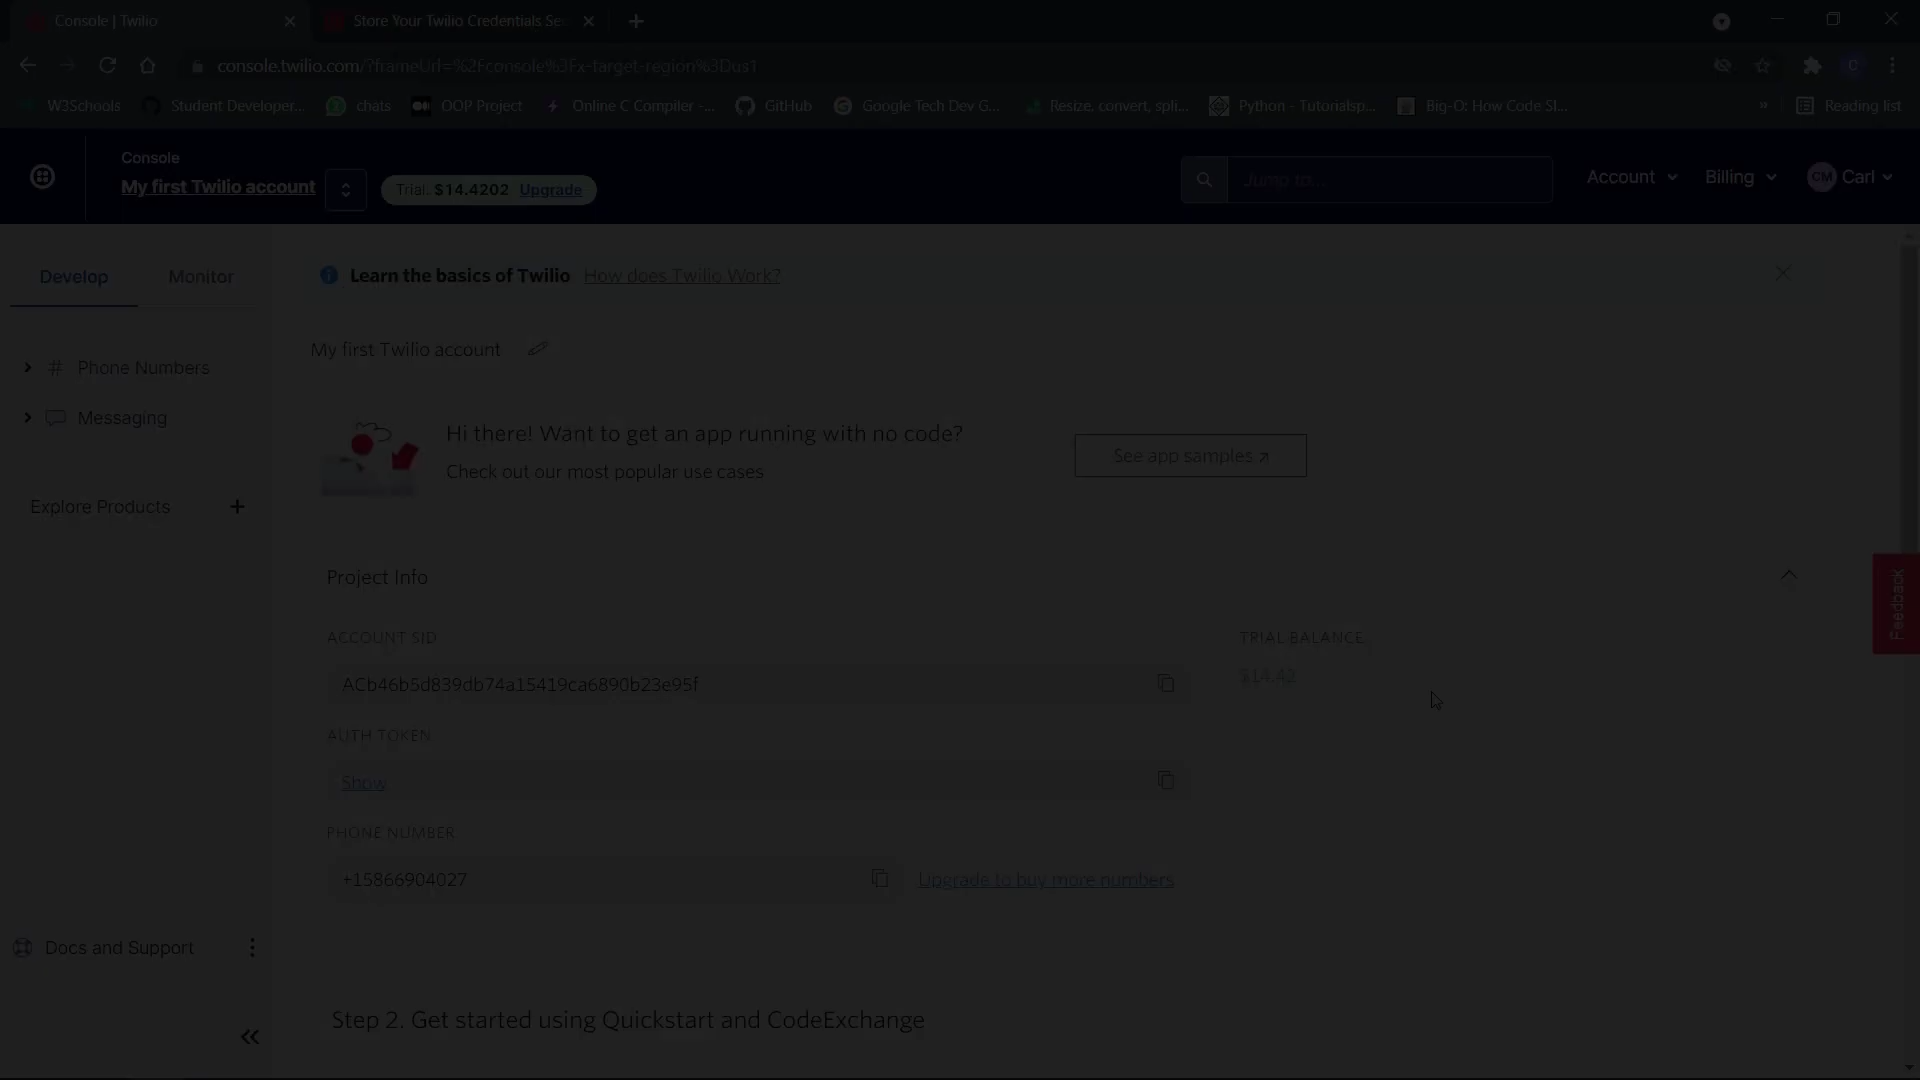 Console | Twilio
Store Your Twilio Credentials Se
console.twilio.com/?frameUrl=%2Fconsole%3Fx-target-region%3Dus1
W3Schools
Student Developer...
chats
OOP Project
Online C Compiler -...
GitHub
Google Tech Dev G...
Resize, convert, spli...
Python - Tutorialsp...
Big-O: How Code Sl...
»
Reading list
Console
My first Twilio account
Trial: $14.4202 Upgrade
Jump to...
Account
Billing
CM Carl
Develop
Monitor
Learn the basics of Twilio How does Twilio Work?
My first Twilio account
Phone Numbers
Messaging
Hi there! Want to get an app running with no code?
Check out our most popular use cases
See app samples
Explore Products +
Project Info
Feedback
ACCOUNT SID
TRIAL BALANCE
ACb46b5d839db74a15419ca6890b23e95f
$14.42
AUTH TOKEN
Show
PHONE NUMBER
+15866904027
Upgrade to buy more numbers
Docs and Support
Step 2. Get started using Quickstart and CodeExchange